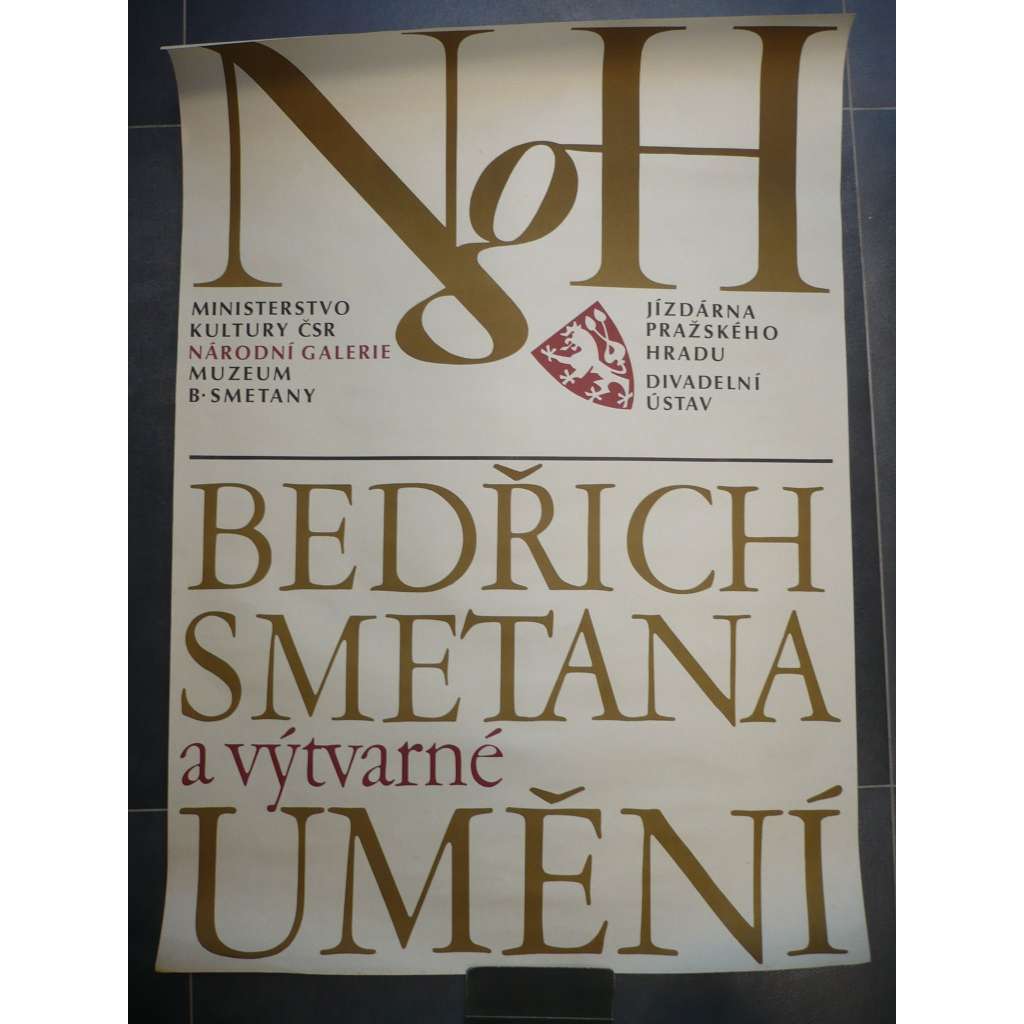 NgH
MINISTERSTVO
KULTURY ČSR
NÁRODNÍ GALERIE
MUZEUM
B·SMETANY
JÍZDÁRNA
PRAŽSKÉHO
HRADU
DIVADELNÍ
ÚSTAV
BEDŘICH
SMETANA
a výtvarné
UMĚNÍ